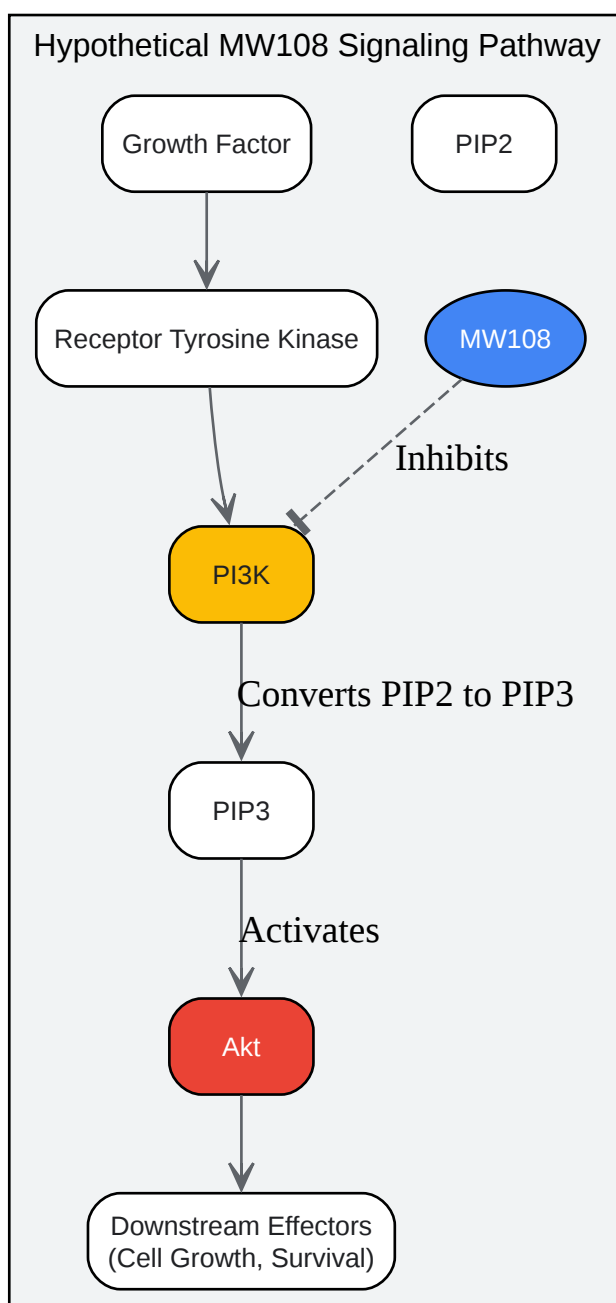 Hypothetical MW108 Signaling Pathway
Growth Factor
PIP2
Receptor Tyrosine Kinase
MW108
Inhibits
PI3K
Converts PIP2 to PIP3
PIP3
Activates
Akt
Downstream Effectors
(Cell Growth, Survival)